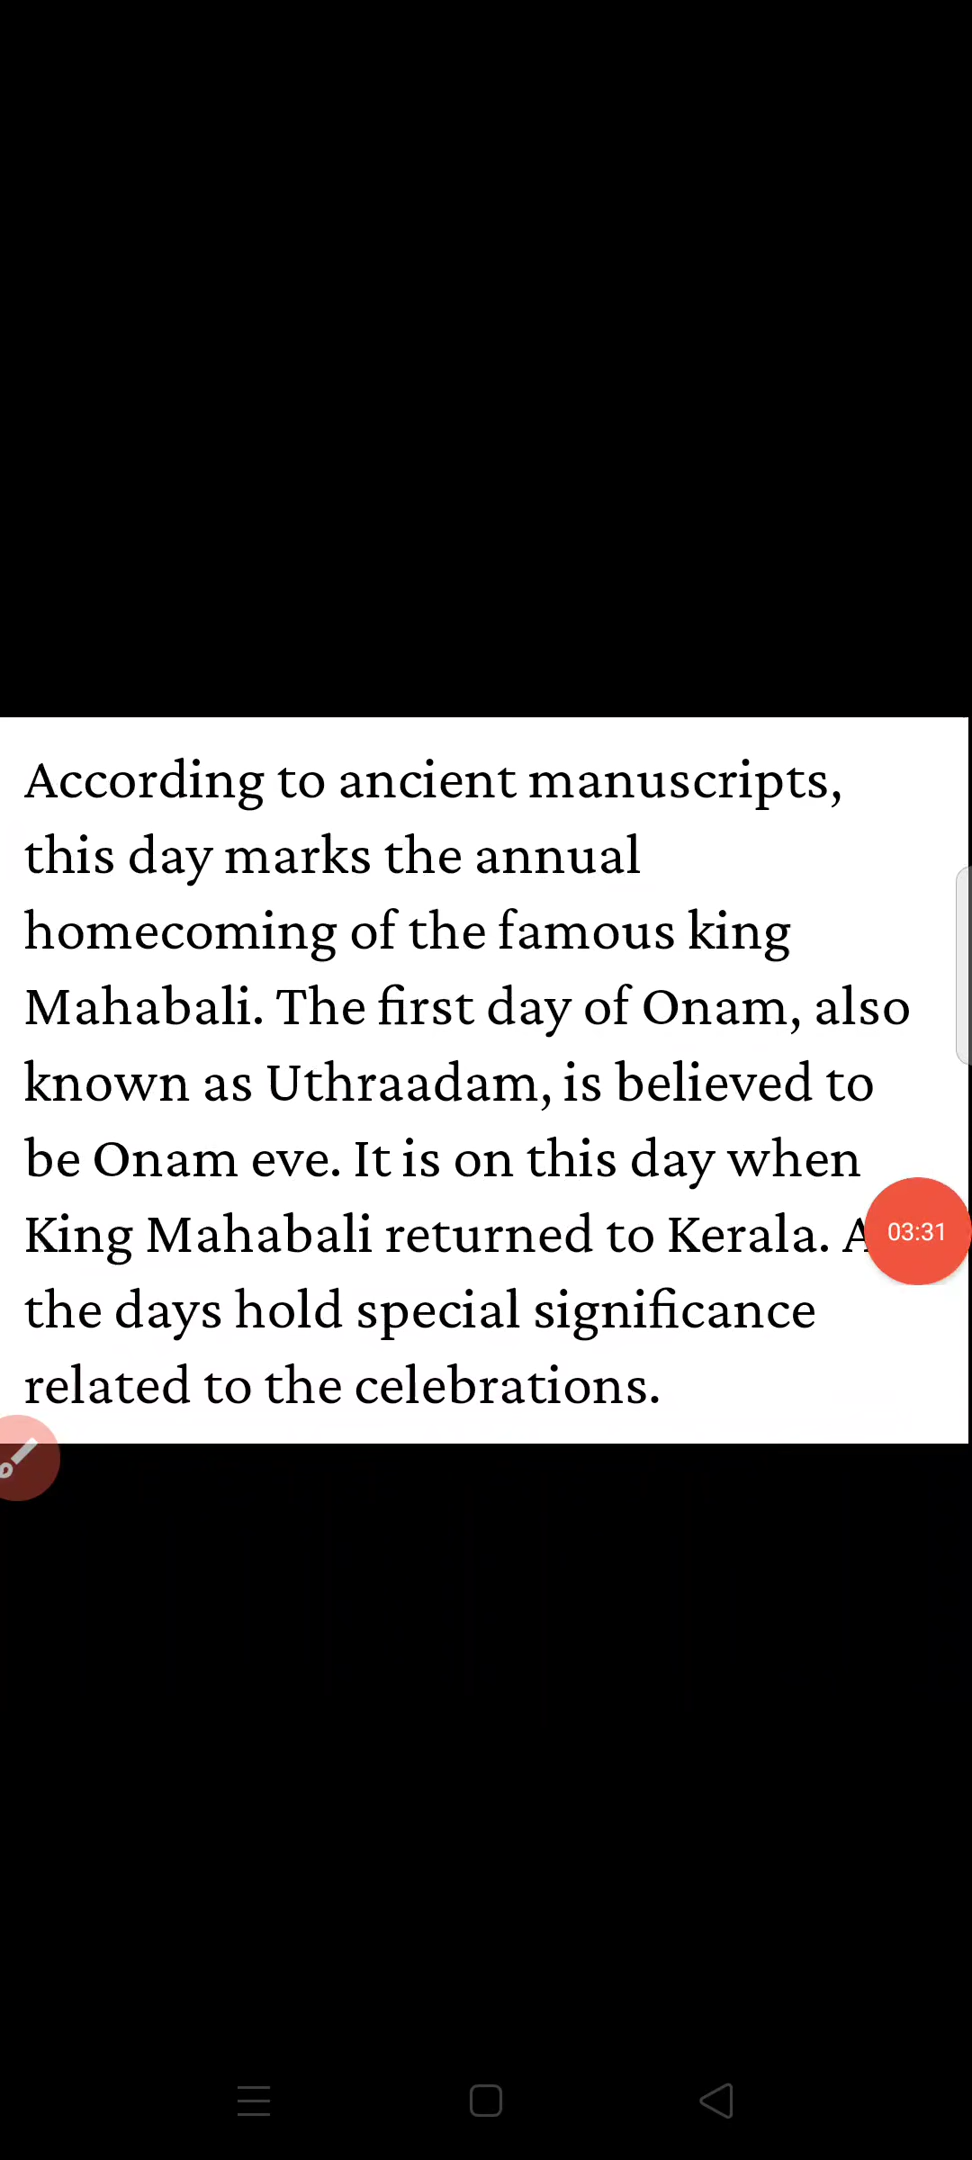 According to ancient manuscripts,
this day marks the annual
homecoming of the famous king
Mahabali. The first day of Onam, also
known as Uthraadam, is believed to
be Onam eve. It is on this day when
King Mahabali returned to Kerala.
03:31
the days hold special significance
related to the celebrations.